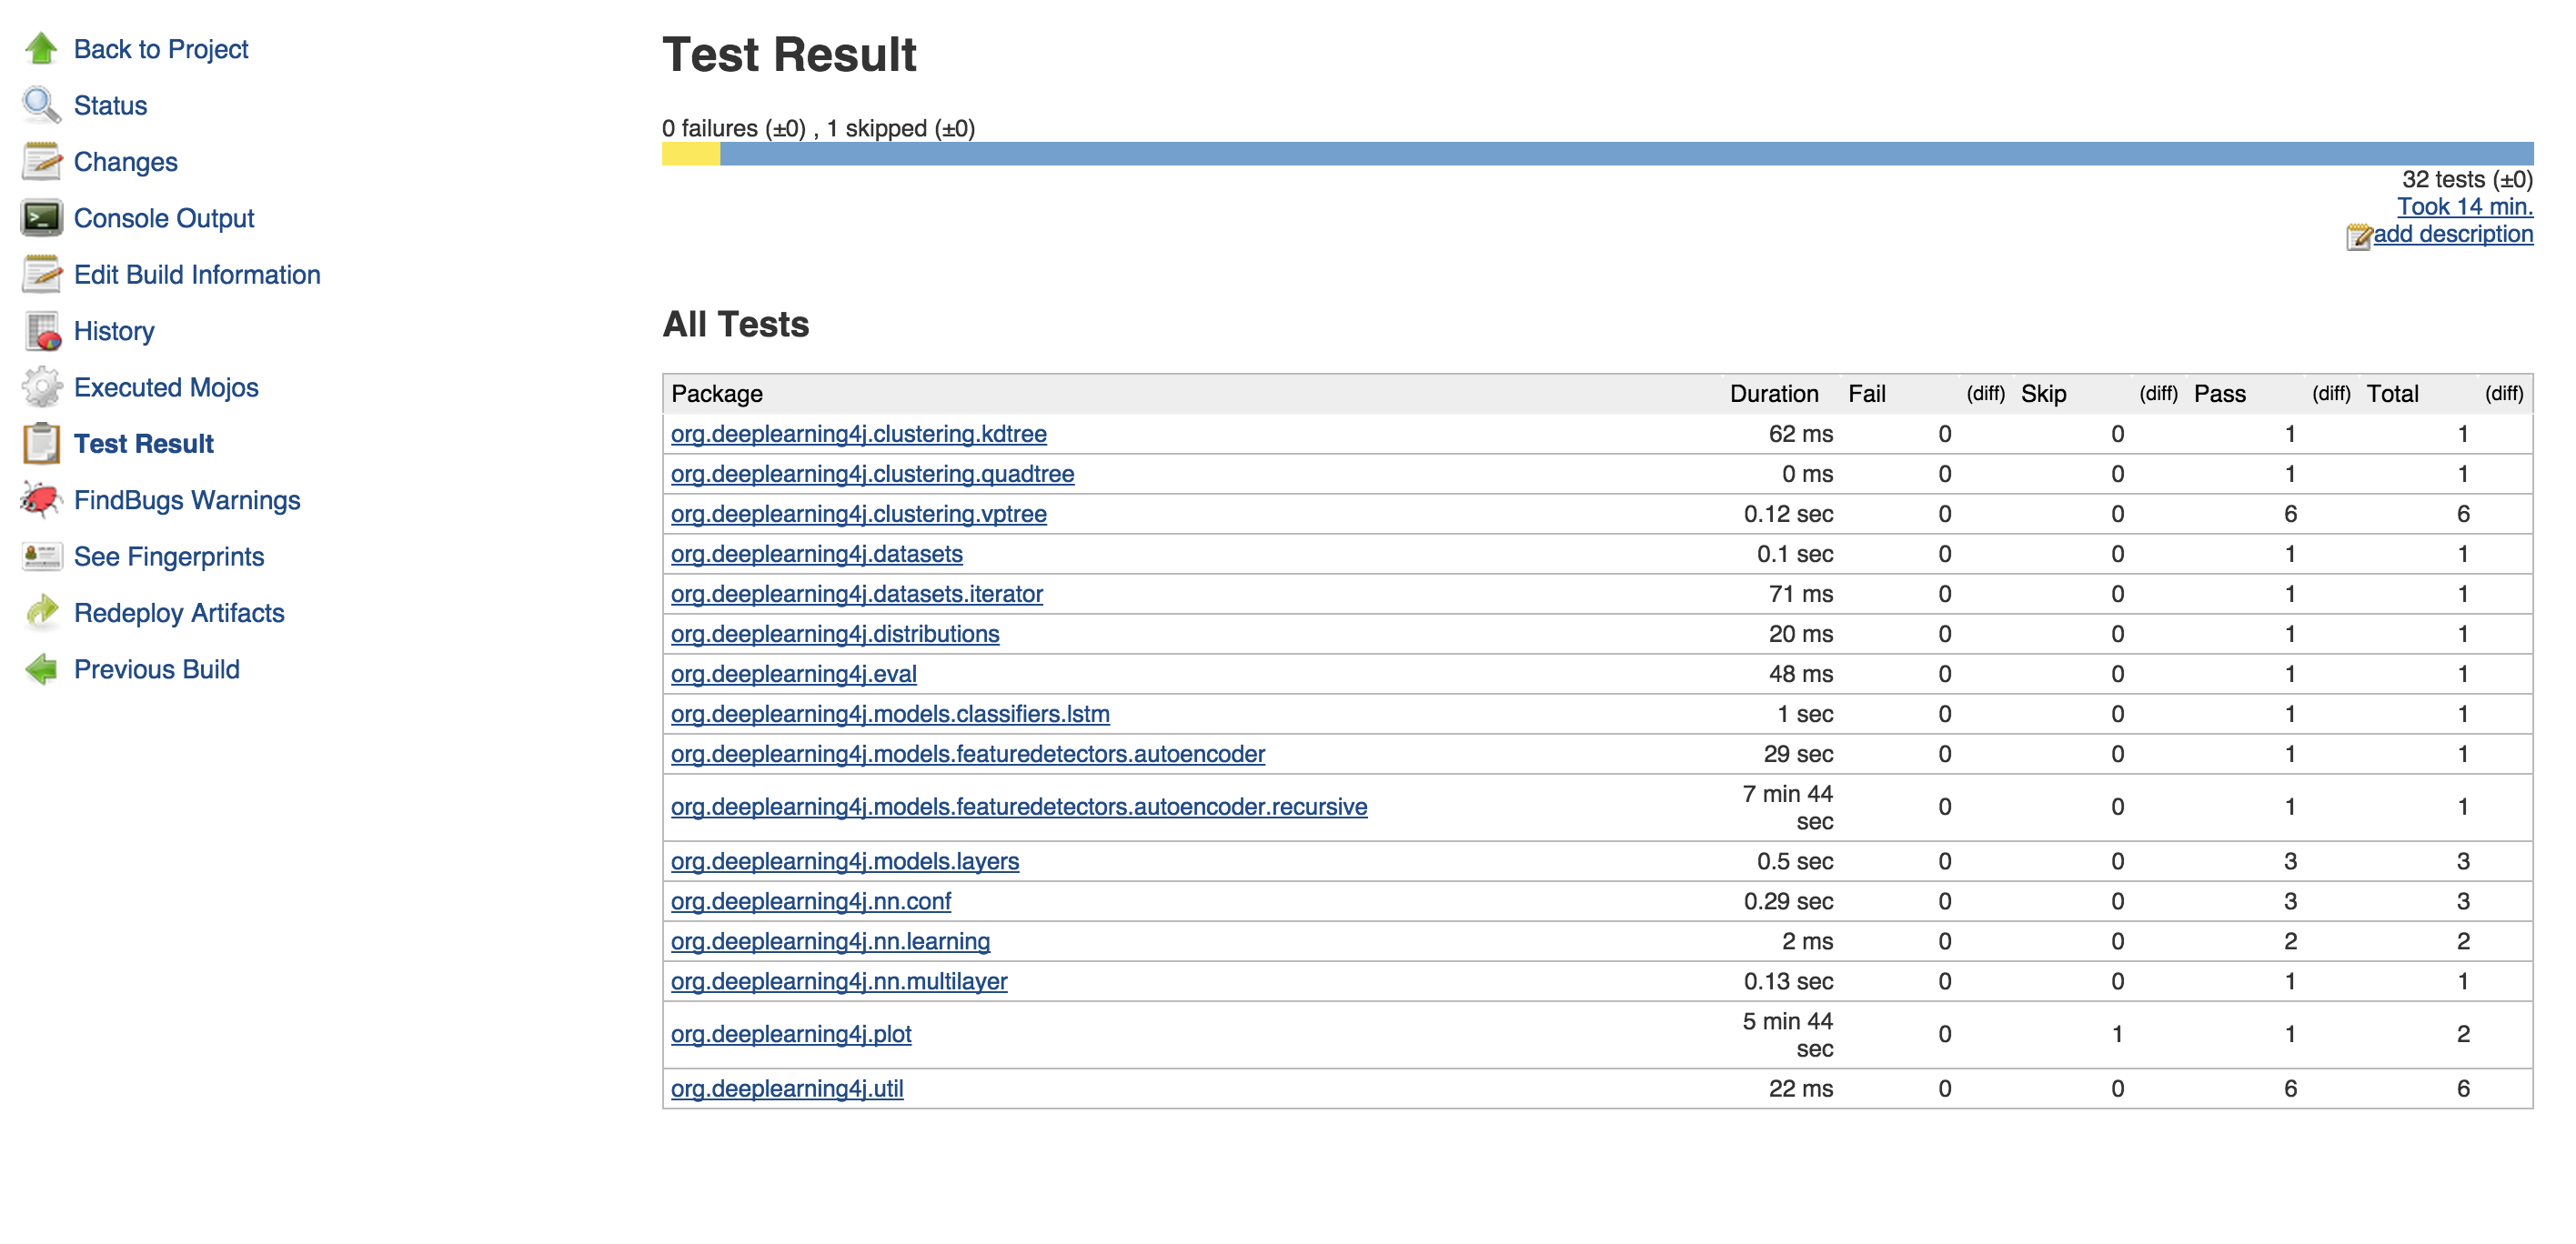 Back to Project
Status
Changes
Console Output
Edit Build Information
History
Executed Mojos
Test Result
FindBugs Warnings
See Fingerprints
Redeploy Artifacts
Previous Build
Test Result
0 failures (±0) , 1 skipped (±0)
32 tests (±0)
Took 14 min.
add description
All Tests
Package Duration Fail (diff) Skip (diff) Pass (diff) Total (diff)
org.deeplearning4j.clustering.kdtree 62 ms 0 0 1 1
org.deeplearning4j.clustering.quadtree 0 ms 0 0 1 1
org.deeplearning4j.clustering.vptree 0.12 sec 0 0 6 6
org.deeplearning4j.datasets 0.1 sec 0 0 1 1
org.deeplearning4j.datasets.iterator 71 ms 0 0 1 1
org.deeplearning4j.distributions 20 ms 0 0 1 1
org.deeplearning4j.eval 48 ms 0 0 1 1
org.deeplearning4j.models.classifiers.lstm 1 sec 0 0 1 1
org.deeplearning4j.models.featuredetectors.autoencoder 29 sec 0 0 1 1
org.deeplearning4j.models.featuredetectors.autoencoder.recursive 7 min 44 sec 0 0 1 1
org.deeplearning4j.models.layers 0.5 sec 0 0 3 3
org.deeplearning4j.nn.conf 0.29 sec 0 0 3 3
org.deeplearning4j.nn.learning 2 ms 0 0 2 2
org.deeplearning4j.nn.multilayer 0.13 sec 0 0 1 1
org.deeplearning4j.plot 5 min 44 sec 0 1 1 2
org.deeplearning4j.util 22 ms 0 0 6 6